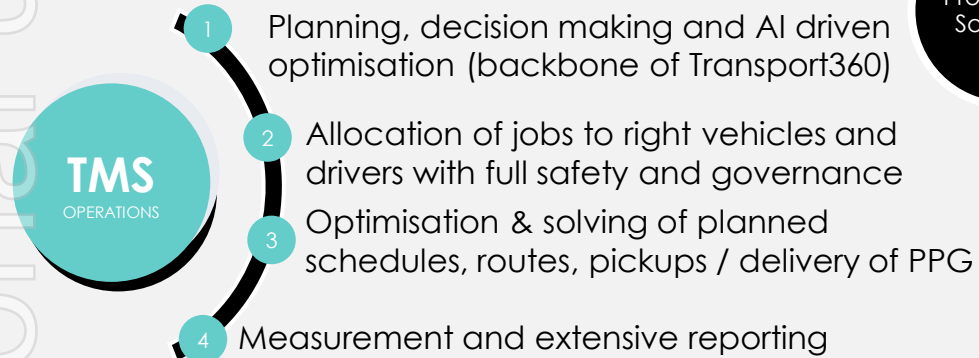 1
Planning, decision making and AI driven
optimisation (backbone of Transport360)
TMS
OPERATIONS
2
Allocation of jobs to right vehicles and
drivers with full safety and governance
3
Optimisation & solving of planned
schedules, routes, pickups / delivery of PPG
4
Measurement and extensive reporting